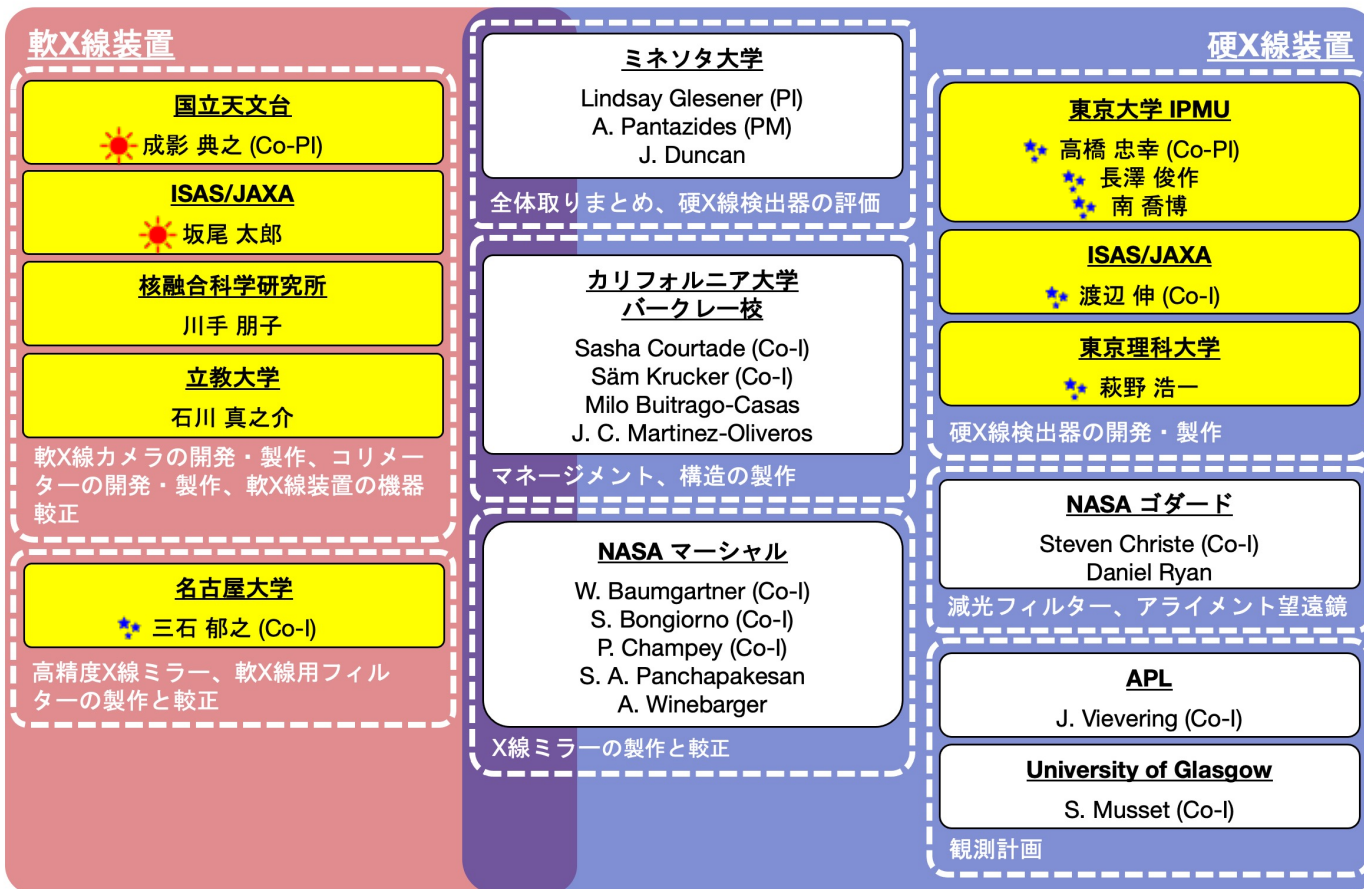 軟X線装置
国立天文台
成影 典之 (Co-PI)
ISAS/JAXA
坂尾 太郎
核融合科学研究所
川手 朋子
立教大学
石川 真之介
軟X線カメラの開発・製作、コリメー
ターの開発・製作、軟X線装置の機器
較正
名古屋大学
三石 郁之 (Co-I)
高精度X線ミラー、軟X線用フィル
ターの製作と較正
ミネソタ大学
Lindsay Glesener (PI)
A. Pantazides (PM)
J. Duncan
全体取りまとめ、硬X線検出器の評価
カリフォルニア大学
バークレー校
Sasha Courtade (Co-I)
Säm Krucker (Co-I)
Milo Buitrago-Casas
J. C. Martinez-Oliveros
マネージメント、構造の製作
NASA マーシャル
W. Baumgartner (Co-I)
S. Bongiorno (Co-I)
P. Champey (Co-I)
S. A. Panchapakesan
A. Winebarger
X線ミラーの製作と較正
硬X線装置
東京大学 IPMU
高橋 忠幸 (Co-PI)
長澤 俊作
南 喬博
ISAS/JAXA
渡辺 伸 (Co-I)
東京理科大学
萩野 浩一
硬X線検出器の開発・製作
NASA ゴダード
Steven Christe (Co-I)
Daniel Ryan
減光フィルター、アライメント望遠鏡
APL
J. Vievering (Co-I)
University of Glasgow
S. Musset (Co-I)
観測計画